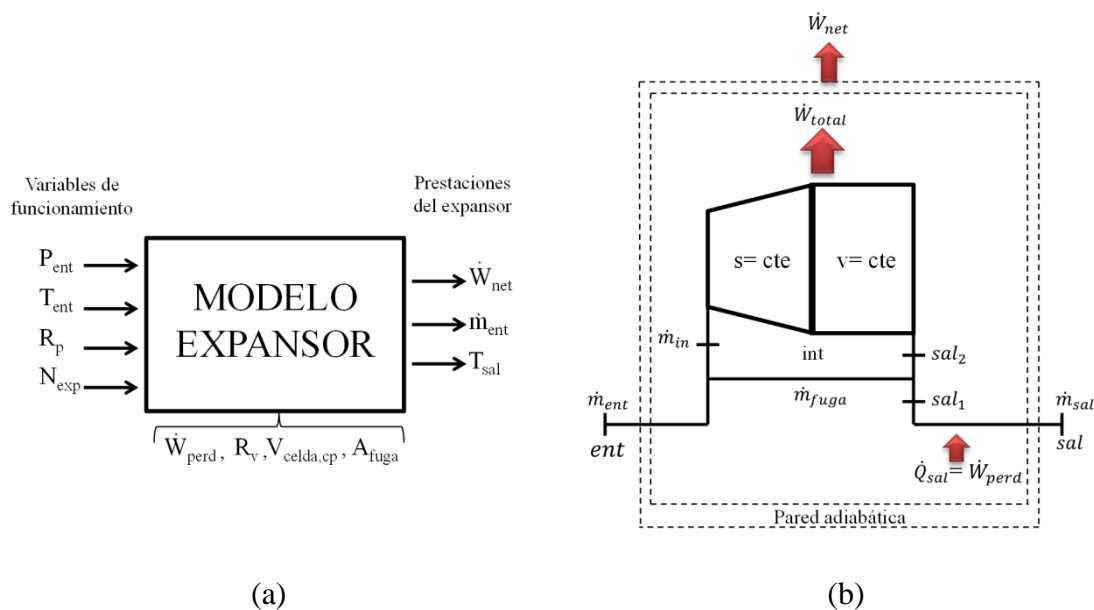 Variables de
funcionamiento
P_ent
T_ent
R_p
N_exp
MODELO
EXPANSOR
Ẇ_perd , R_v ,V_celda,cp , A_fuga
Prestaciones
del expansor
Ẇ_net
ṁ_ent
T_sal
(a)
Ẇ_net
Ẇ_total
s= cte
v= cte
ṁ_in
int
sal_2
ṁ_fuga
sal_1
ṁ_ent
ent
ṁ_sal
sal
Q̇_sal= Ẇ_perd
Pared adiabática
(b)